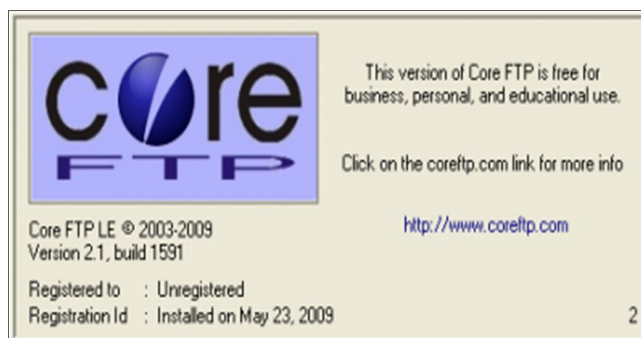 core
FTP
This version of Core FTP is free for
business, personal, and educational use.
Click on the coreftp.com link for more info
http://www.coreftp.com
Core FTP LE © 2003-2009
Version 2.1, build 1591
Registered to : Unregistered
Registration Id : Installed on May 23, 2009
2